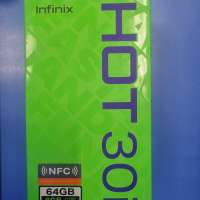 Infinix
HOT 30i
NFC
64GB